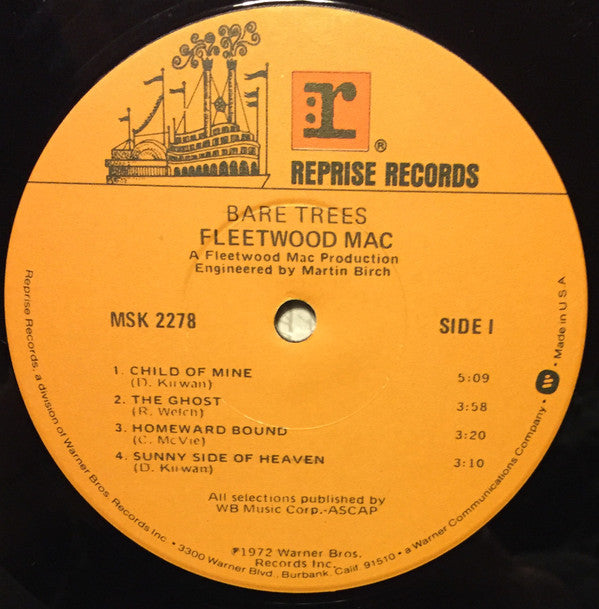 :r
®
REPRISE RECORDS
BARE TREES
FLEETWOOD MAC
A Fleetwood Mac Production
Engineered by Martin Birch
MSK 2278
SIDE I
1. CHILD OF MINE 5:09
(D. Kirwan)
2. THE GHOST 3:58
(R. Welch)
3. HOMEWARD BOUND 3:20
(C. McVie)
4. SUNNY SIDE OF HEAVEN 3:10
(D. Kirwan)
All selections published by
WB Music Corp.-ASCAP
℗1972 Warner Bros.
Records Inc.
Reprise Records, a division of Warner Bros. Records Inc. • 3300 Warner Blvd., Burbank, Calif. 91510 • a Warner Communications Company. • W • Made in U S A